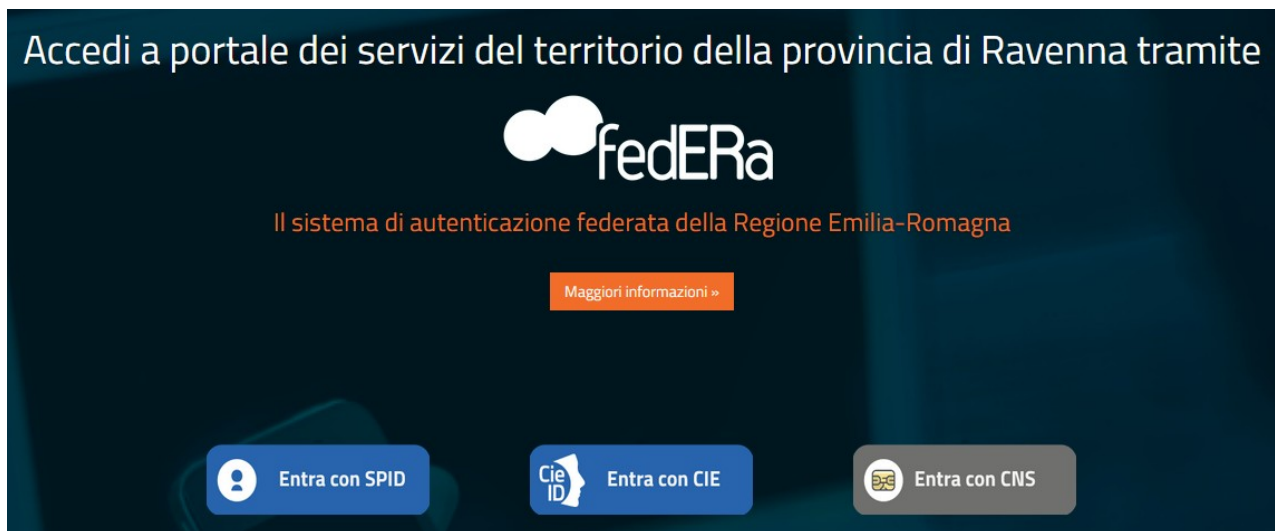 Accedi a portale dei servizi del territorio della provincia di Ravenna tramite
fedERa
Il sistema di autenticazione federata della Regione Emilia-Romagna
Maggiori informazioni »
Entra con SPID
Cie
ID
Entra con CIE
Entra con CNS